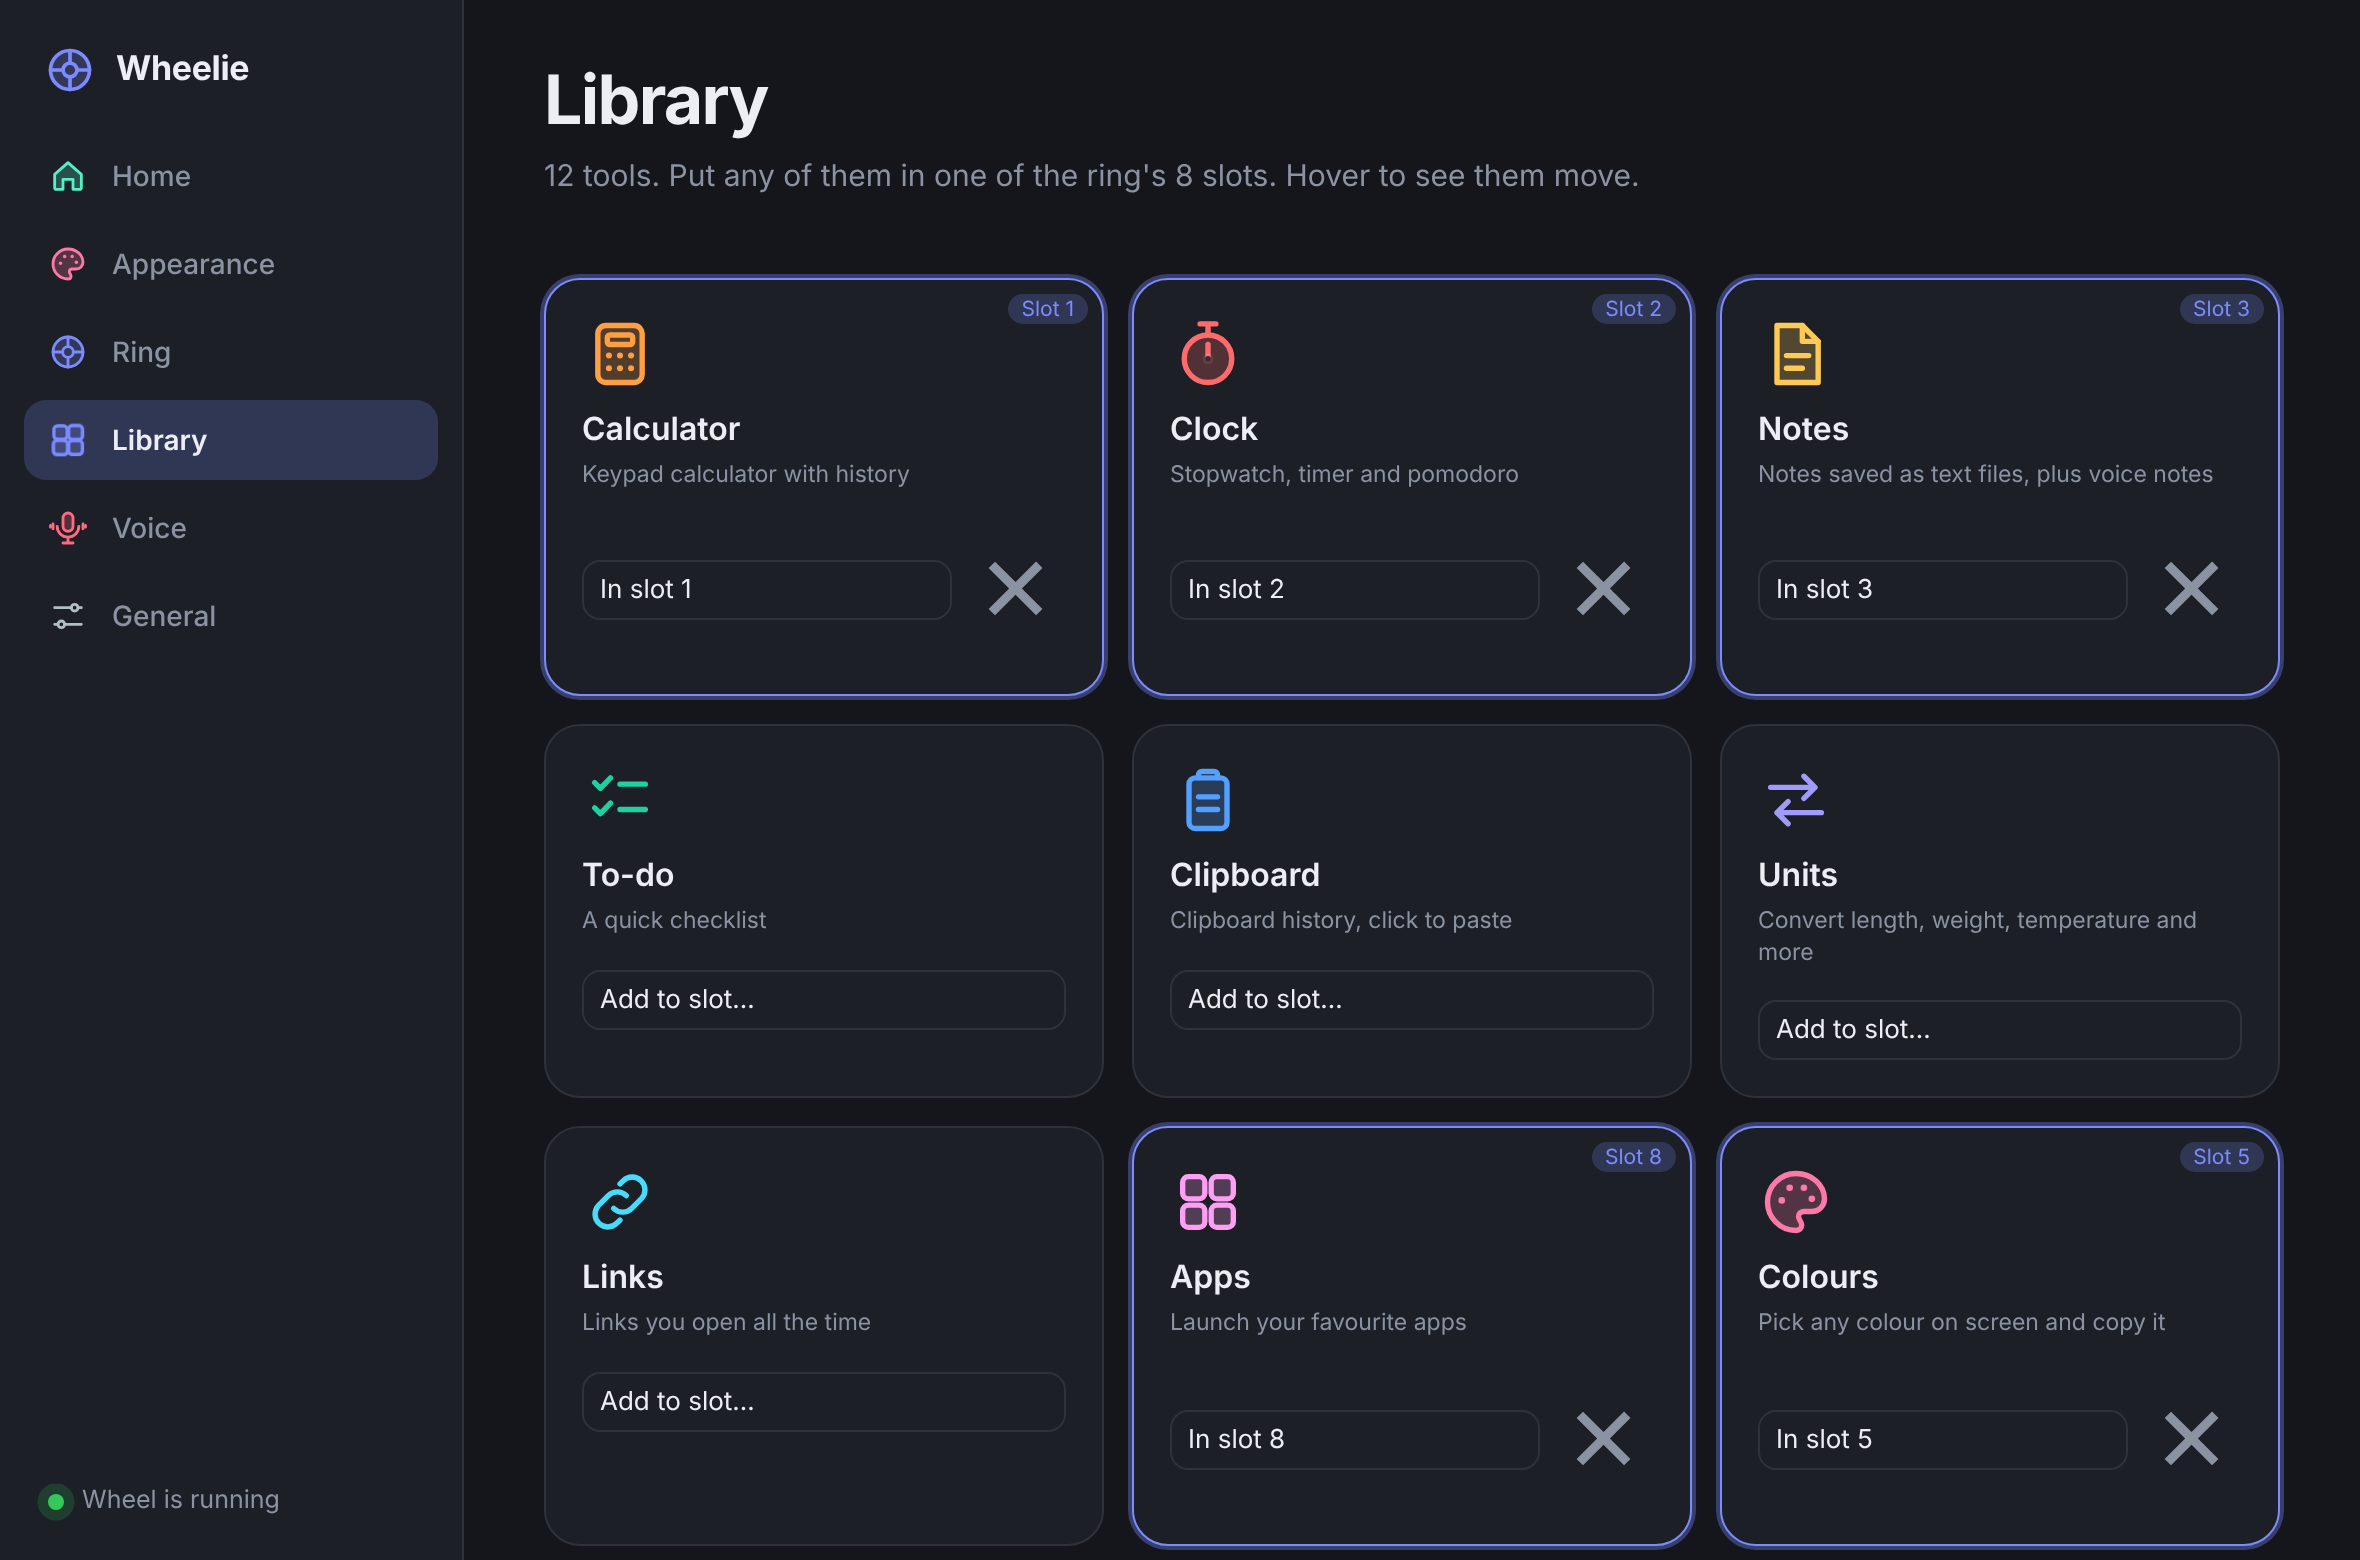 Wheelie
Home
Appearance
Ring
Library
Voice
General
Wheel is running
Library
12 tools. Put any of them in one of the ring's 8 slots. Hover to see them move.
Slot 1
Calculator
Keypad calculator with history
In slot 1
Slot 2
Clock
Stopwatch, timer and pomodoro
In slot 2
Slot 3
Notes
Notes saved as text files, plus voice notes
In slot 3
To-do
A quick checklist
Add to slot...
Clipboard
Clipboard history, click to paste
Add to slot...
Units
Convert length, weight, temperature and
more
Add to slot...
Links
Links you open all the time
Add to slot...
Slot 8
Apps
Launch your favourite apps
In slot 8
Slot 5
Colours
Pick any colour on screen and copy it
In slot 5